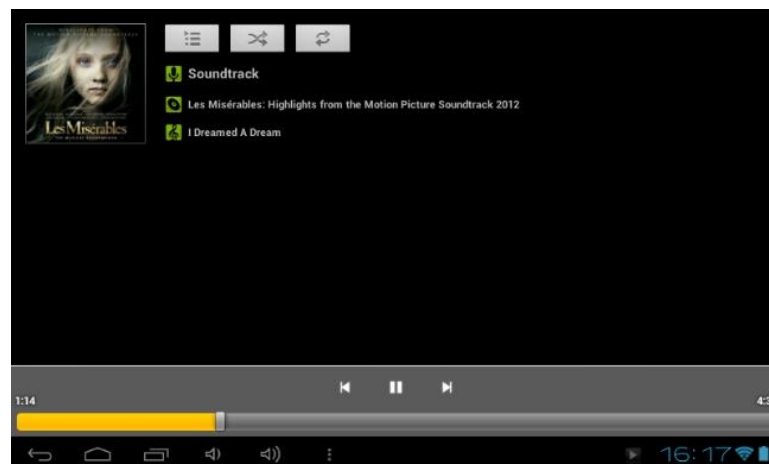 Les Misérables
Soundtrack
Les Misérables: Highlights from the Motion Picture Soundtrack 2012
I Dreamed A Dream
1:14
16:17